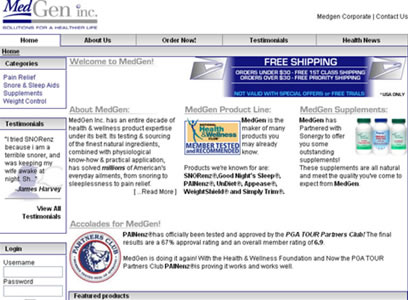 MedGen inc.
SOLUTIONS FOR A HEALTHIER LIFE
Medgen Corporate | Contact Us
Home
About Us
Order Now!
Testimonials
Health News
Home
Categories
Pain Relief
Snore & Sleep Aids
Supplements
Weight Control
Testimonials
"I tried SNORenz
because i am a
terrible snorer, and
was keeping my
wife awake at
night. Sh..."
-James Harvey
View All
Testimonials
Login
Username
Password
Welcome to MedGen!
FREE SHIPPING
ORDERS UNDER $30 - FREE 1ST CLASS SHIPPING
ORDERS OVER $30 - FREE PRIORITY SHIPPING
NOT VALID WITH SPECIAL OFFERS or FREE TRIALS
*USA ONLY
About MedGen:
MedGen Inc. has an entire decade of
health & wellness product expertise
under its belt. Its testing & sourcing
of the finest natural ingredients,
combined with physiological
know-how & practical application,
has solved millions of American's
everyday ailments, from snoring to
sleeplessness to pain relief.
[...Read More ]
MedGen Product Line:
National
Health
& Wellness
CLUB
MEMBER TESTED
and RECOMMENDED
MedGen is the
maker of many
products you
may already
know.
Products we're known for are:
SNORenz®,Good Night's Sleep®,
PAINenz®, UnDiet®, Appease®,
WeightShield ® and Simply Trim®.
MedGen Supplements:
MedGen has
Partnered with
Sonergy to
offer you
some
outstanding
supplements!
These supplements are all natural
and meet the quality you've come to
expect from MedGen.
Accolades for MedGen!
PARTNERS CLUB
PAINenz®has officially been tested and approved by the PGA TOUR Partners Club! The final
results are a 67% approval rating and an overall member rating of 6.9.
MedGen is doing it again! With the Health & Wellness Foundation and Now the PGA TOUR
Partners Club PAINenz®is proving it works and works well.
Featured products